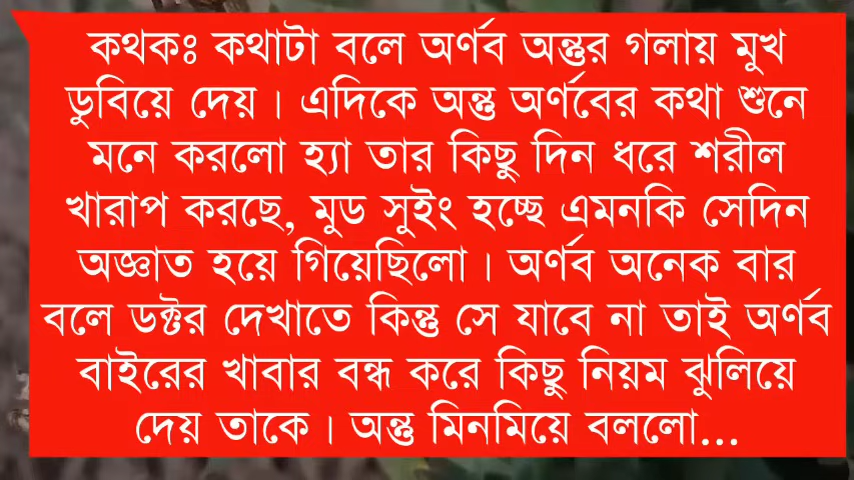 কথকঃ কথাটা বলে অর্ণব অন্তুর গলায় মুখ
ডুবিয়ে দেয়। এদিকে অন্তু অর্ণবের কথা শুনে
মনে করলো হ্যা তার কিছু দিন ধরে শরীল
খারাপ করছে, মুড সুইং হচ্ছে এমনকি সেদিন
অজ্ঞাত হয়ে গিয়েছিলো। অর্ণব অনেক বার
বলে ডক্টর দেখাতে কিন্তু সে যাবে না তাই অর্ণব
বাইরের খাবার বন্ধ করে কিছু নিয়ম ঝুলিয়ে
দেয় তাকে। অন্তু মিনমিয়ে বললো...